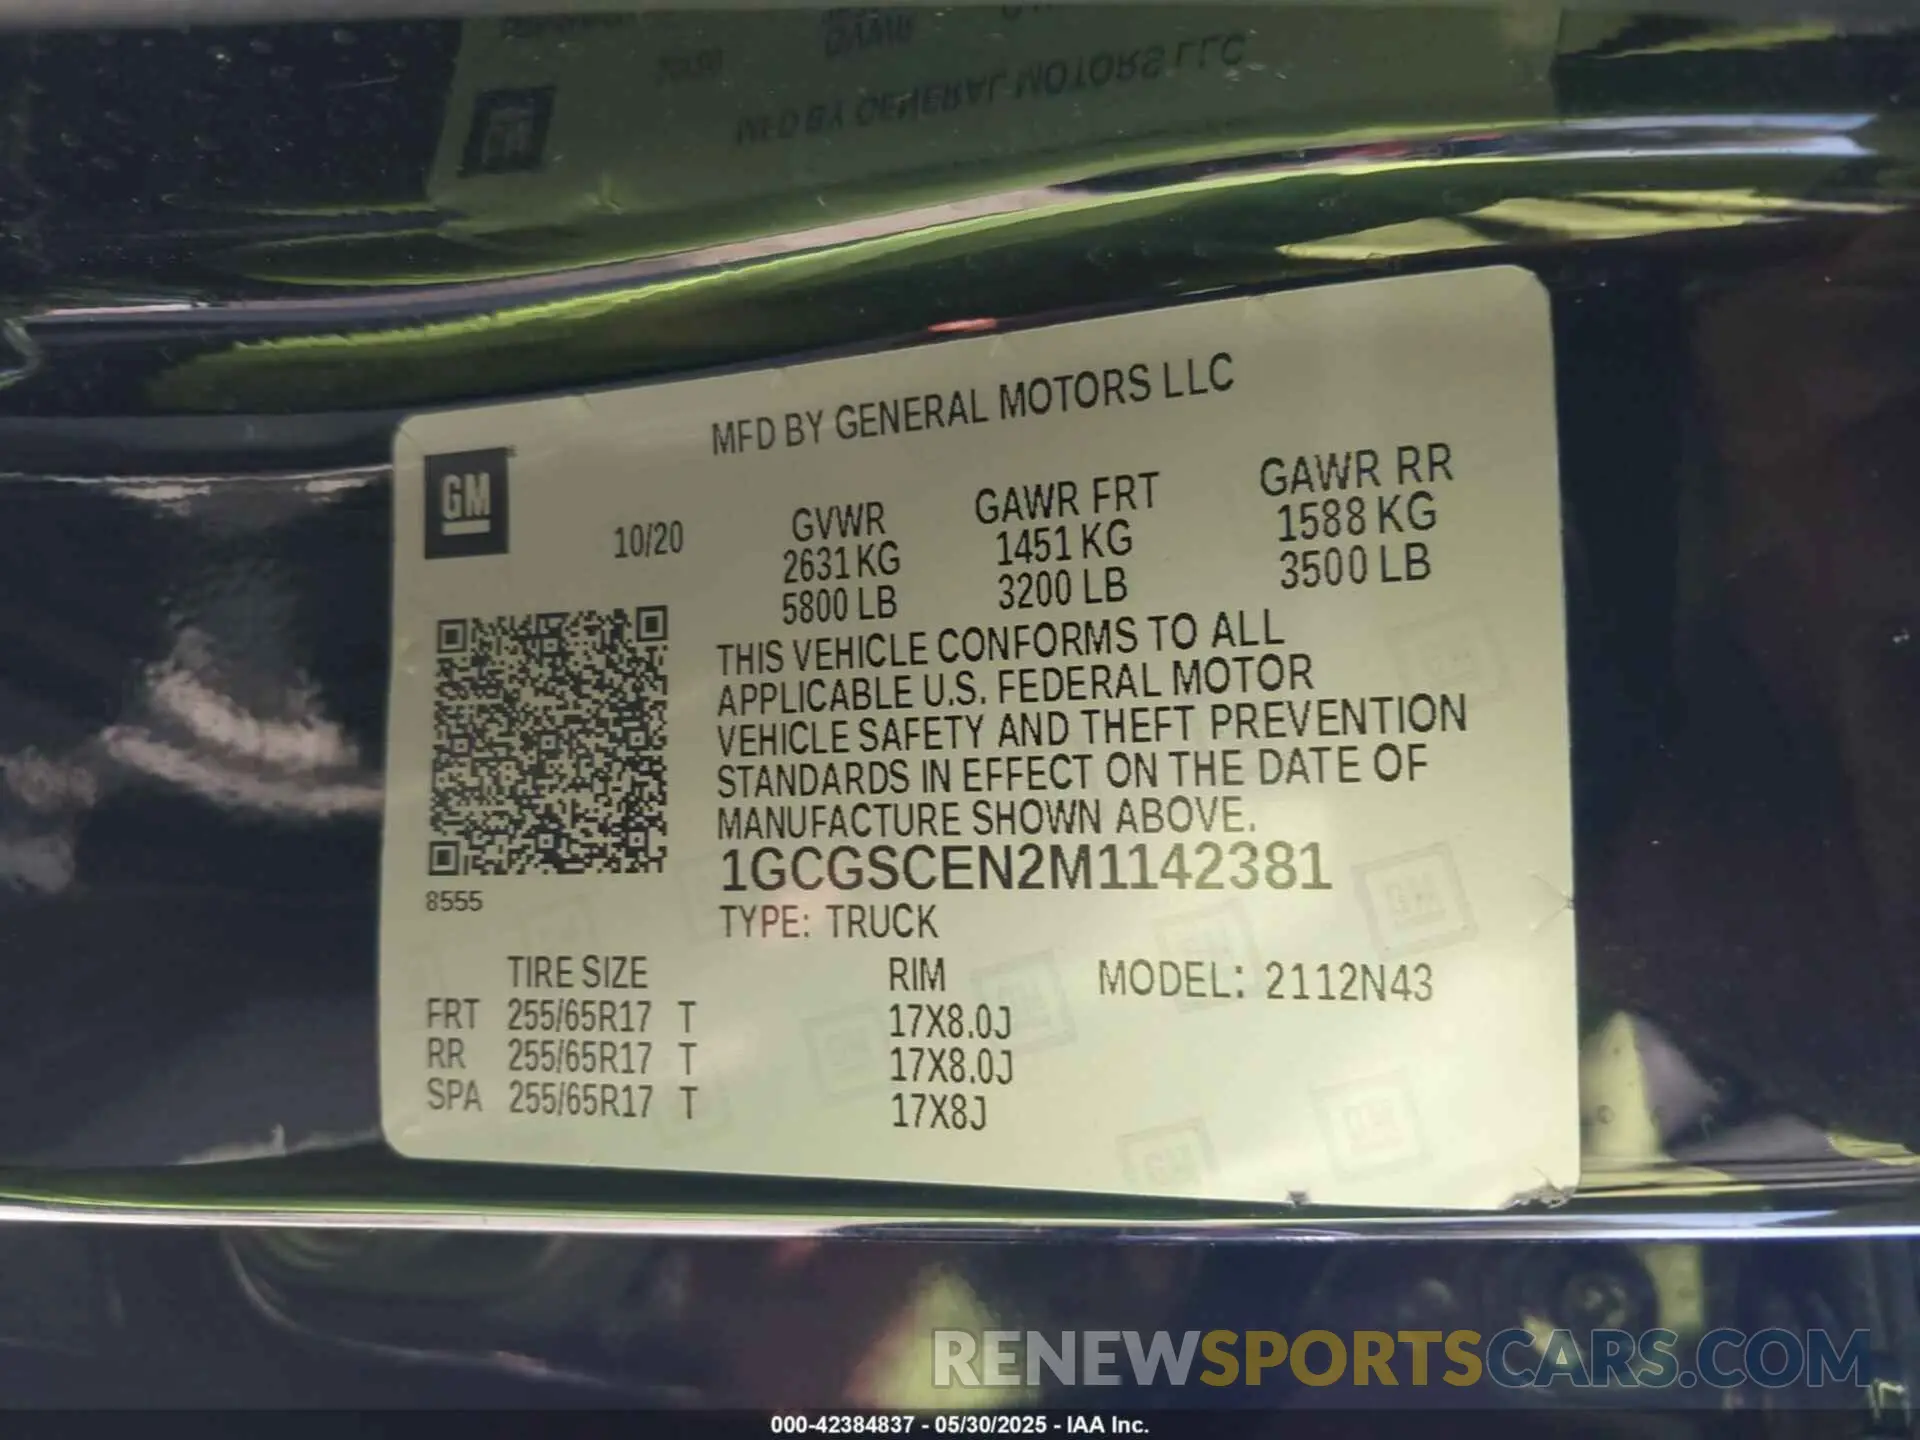 MFD BY GENERAL MOTORS LLC
GM
10/20
GVWR GAWR FRT GAWR RR
2631 KG 1451 KG 1588 KG
5800 LB 3200 LB 3500 LB
THIS VEHICLE CONFORMS TO ALL
APPLICABLE U.S. FEDERAL MOTOR
VEHICLE SAFETY AND THEFT PREVENTION
STANDARDS IN EFFECT ON THE DATE OF
MANUFACTURE SHOWN ABOVE.
1GCGSCEN2M1142381
8555
TYPE: TRUCK
TIRE SIZE RIM MODEL: 2112N43
FRT 255/65R17 T 17X8.0J
RR 255/65R17 T 17X8.0J
SPA 255/65R17 T 17X8J
RENEWSPORTSCARS.COM
000-42384837 - 05/30/2025 - IAA Inc.